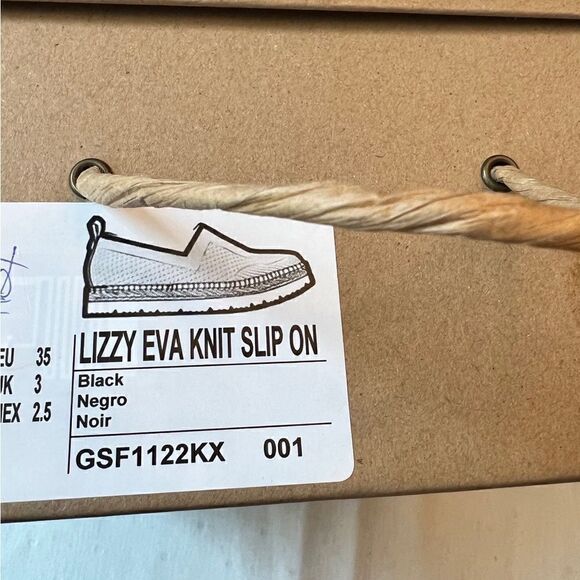 EU 35
UK 3
MEX 2.5
LIZZY EVA KNIT SLIP ON
Black
Negro
Noir
GSF1122KX 001